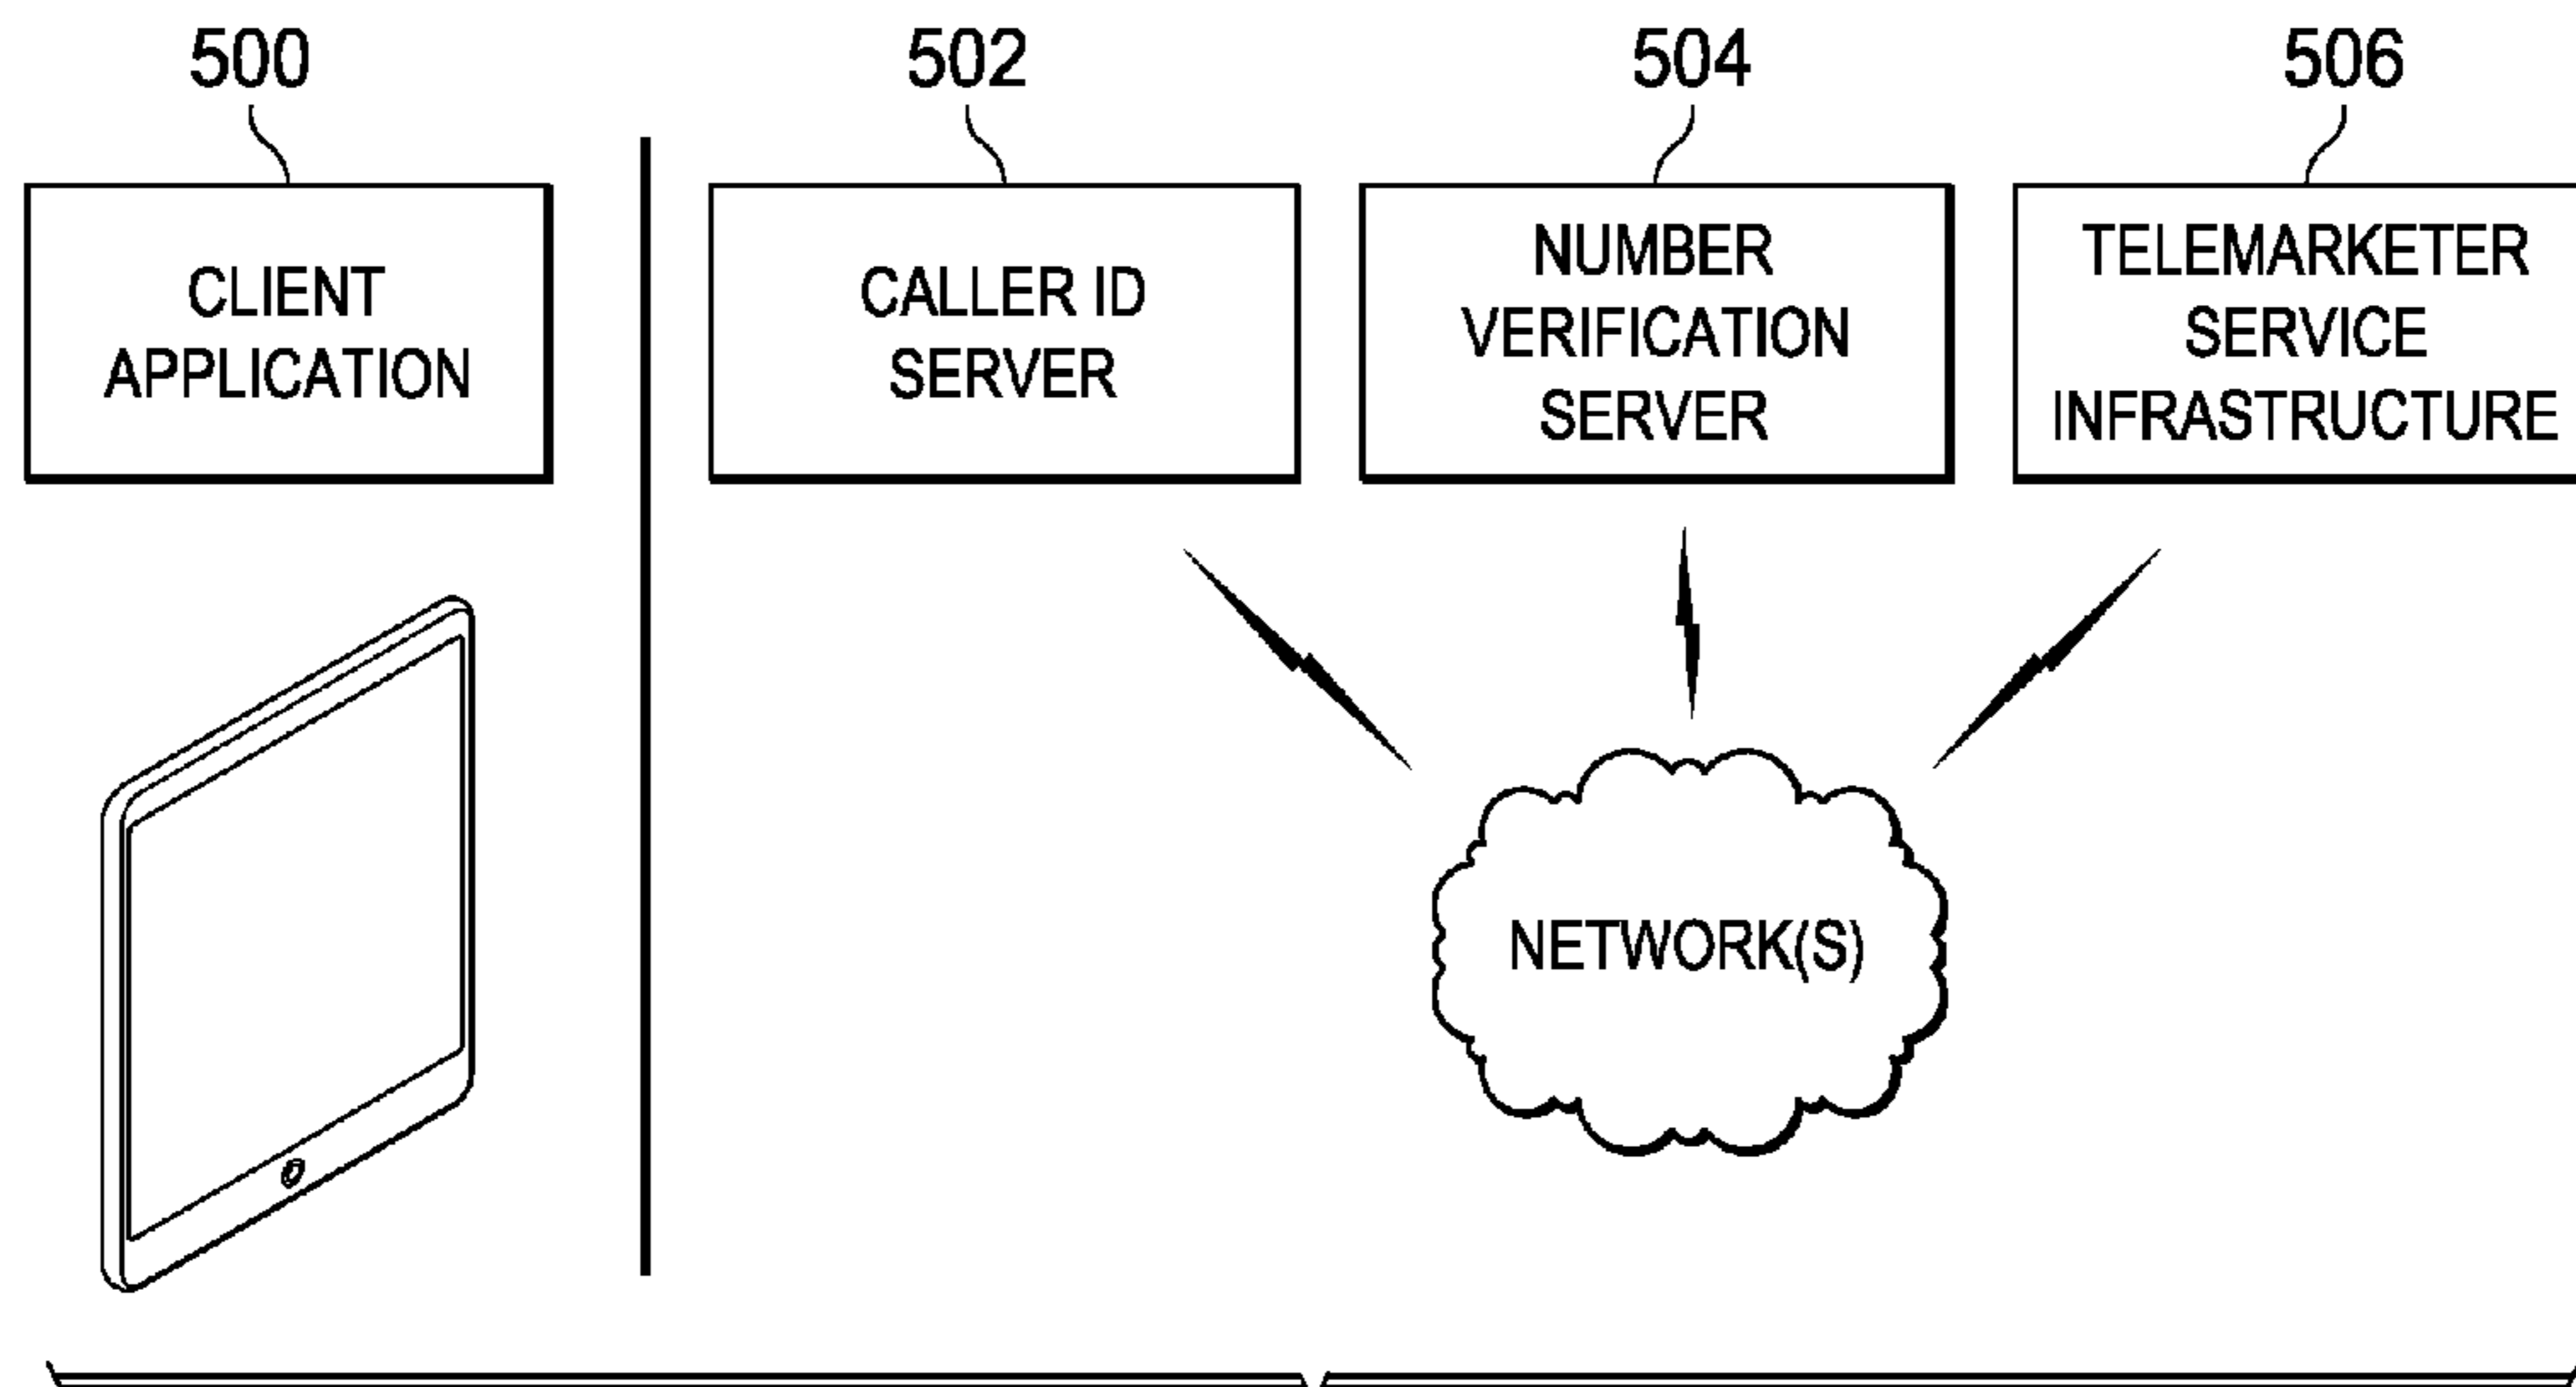 500
502
504
506
CLIENT
APPLICATION
CALLER ID
SERVER
NUMBER
VERIFICATION
SERVER
TELEMARKETER
SERVICE
INFRASTRUCTURE
NETWORK(S)